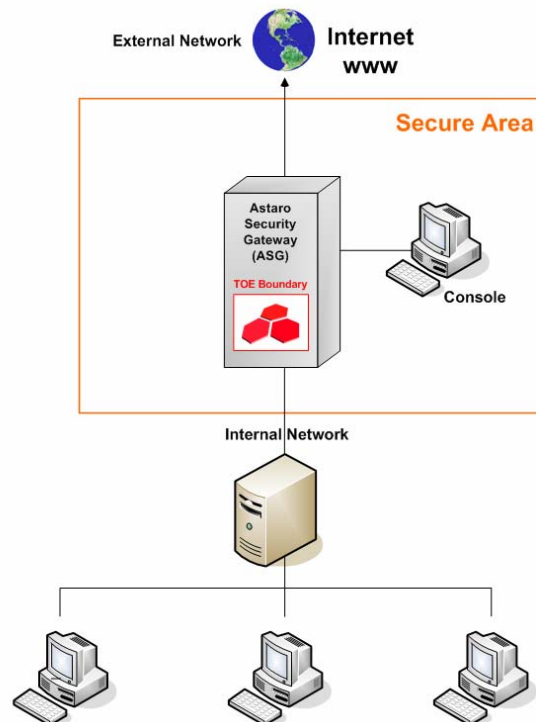 External Network
Internet
www
Secure Area
Astaro
Security
Gateway
(ASG)
TOE Boundary
Console
Internal Network